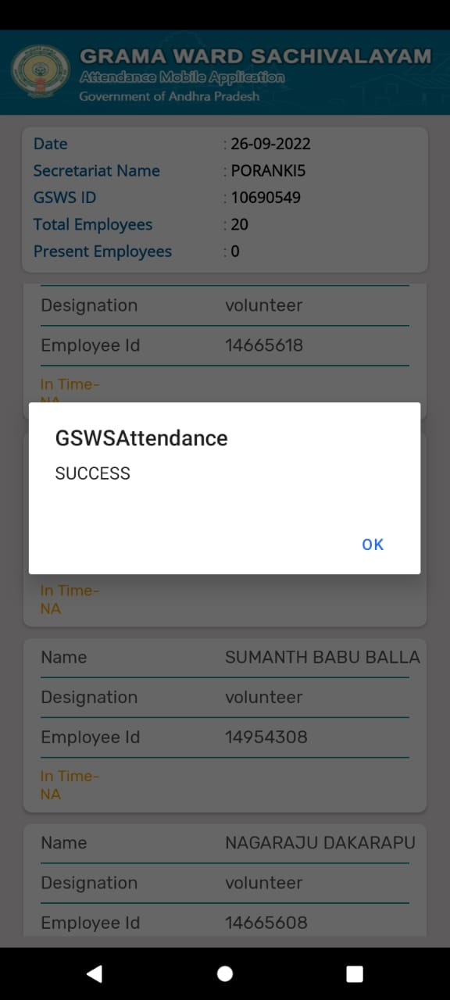 GRAMA WARD SACHIVALAYAM
Attendance Mobile Application
Government of Andhra Pradesh
Date : 26-09-2022
Secretariat Name : PORANKI5
GSWS ID : 10690549
Total Employees : 20
Present Employees : 0
Designation volunteer
Employee Id 14665618
In Time-
NA
GSWSAttendance
SUCCESS
OK
In Time-
NA
Name SUMANTH BABU BALLA
Designation volunteer
Employee Id 14954308
In Time-
NA
Name NAGARAJU DAKARAPU
Designation volunteer
Employee Id 14665608